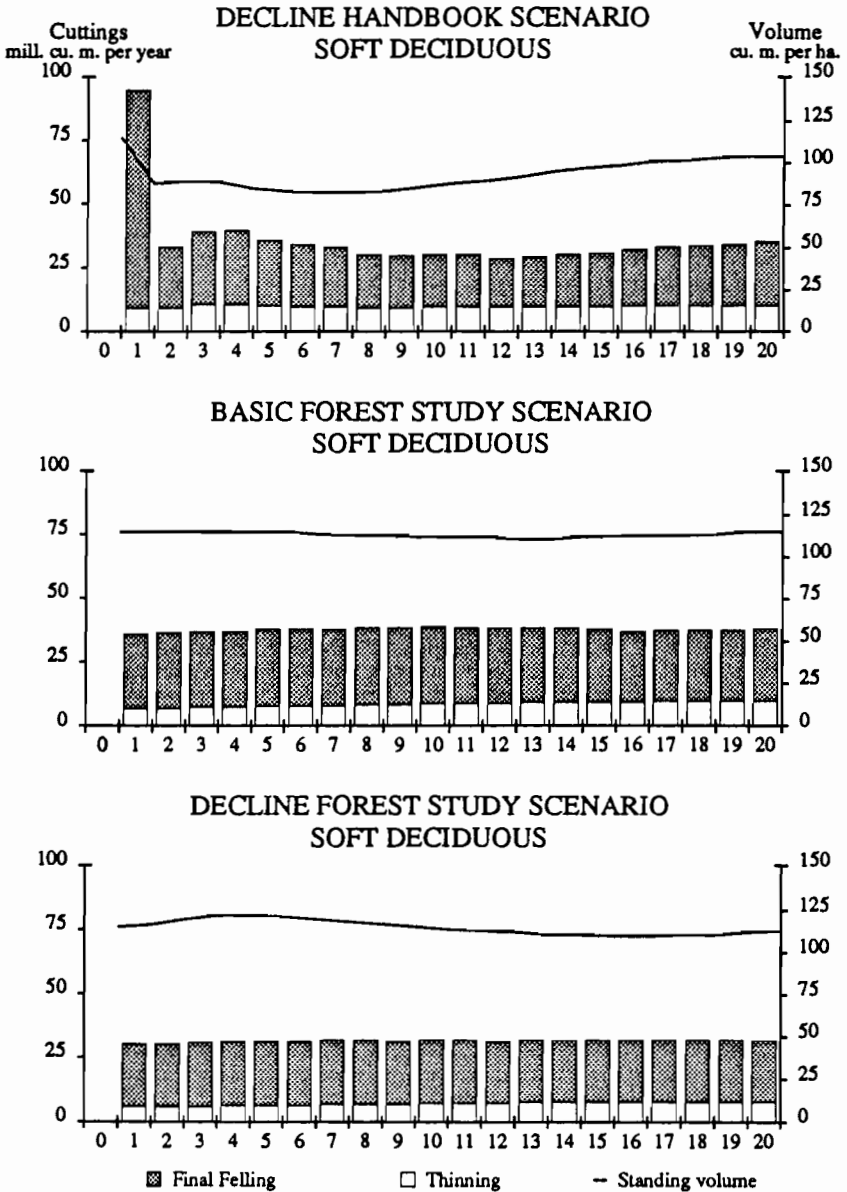 DECLINE HANDBOOK SCENARIO
SOFT DECIDUOUS
Cuttings
mill. cu. m. per year
Volume
cu. m. per ha.
100
75
50
25
0
150
125
100
75
50
25
0
0 1 2 3 4 5 6 7 8 9 10 11 12 13 14 15 16 17 18 19 20
BASIC FOREST STUDY SCENARIO
SOFT DECIDUOUS
100
75
50
25
0
150
125
100
75
50
25
0
0 1 2 3 4 5 6 7 8 9 10 11 12 13 14 15 16 17 18 19 20
DECLINE FOREST STUDY SCENARIO
SOFT DECIDUOUS
100
75
50
25
0
150
125
100
75
50
25
0
0 1 2 3 4 5 6 7 8 9 10 11 12 13 14 15 16 17 18 19 20
Final Felling Thinning Standing volume